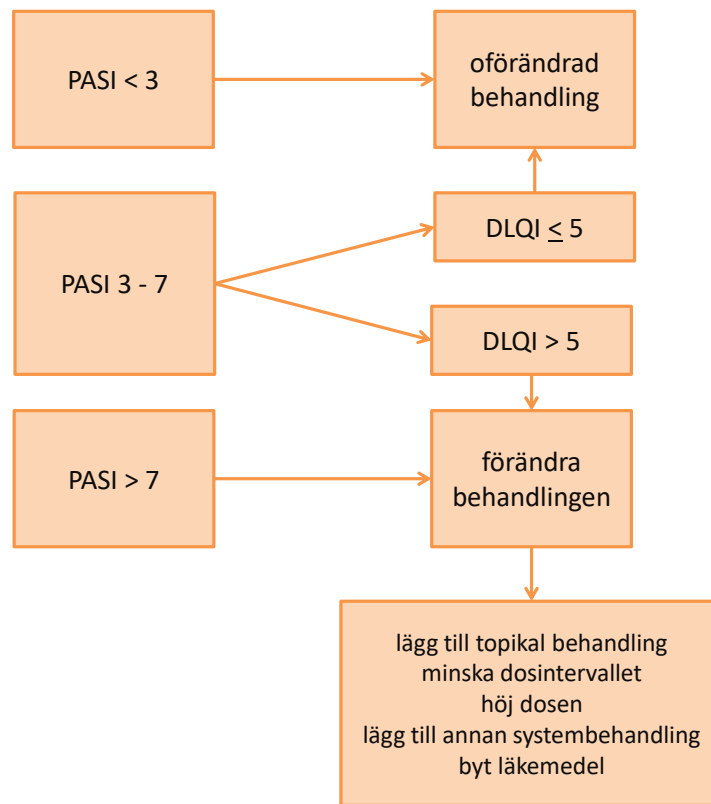 PASI < 3
oförändrad
behandling
DLQI ≤ 5
PASI 3 - 7
DLQI > 5
PASI > 7
förändra
behandlingen
lägg till topikal behandling
minska dosintervallet
höj dosen
lägg till annan systembehandling
byt läkemedel